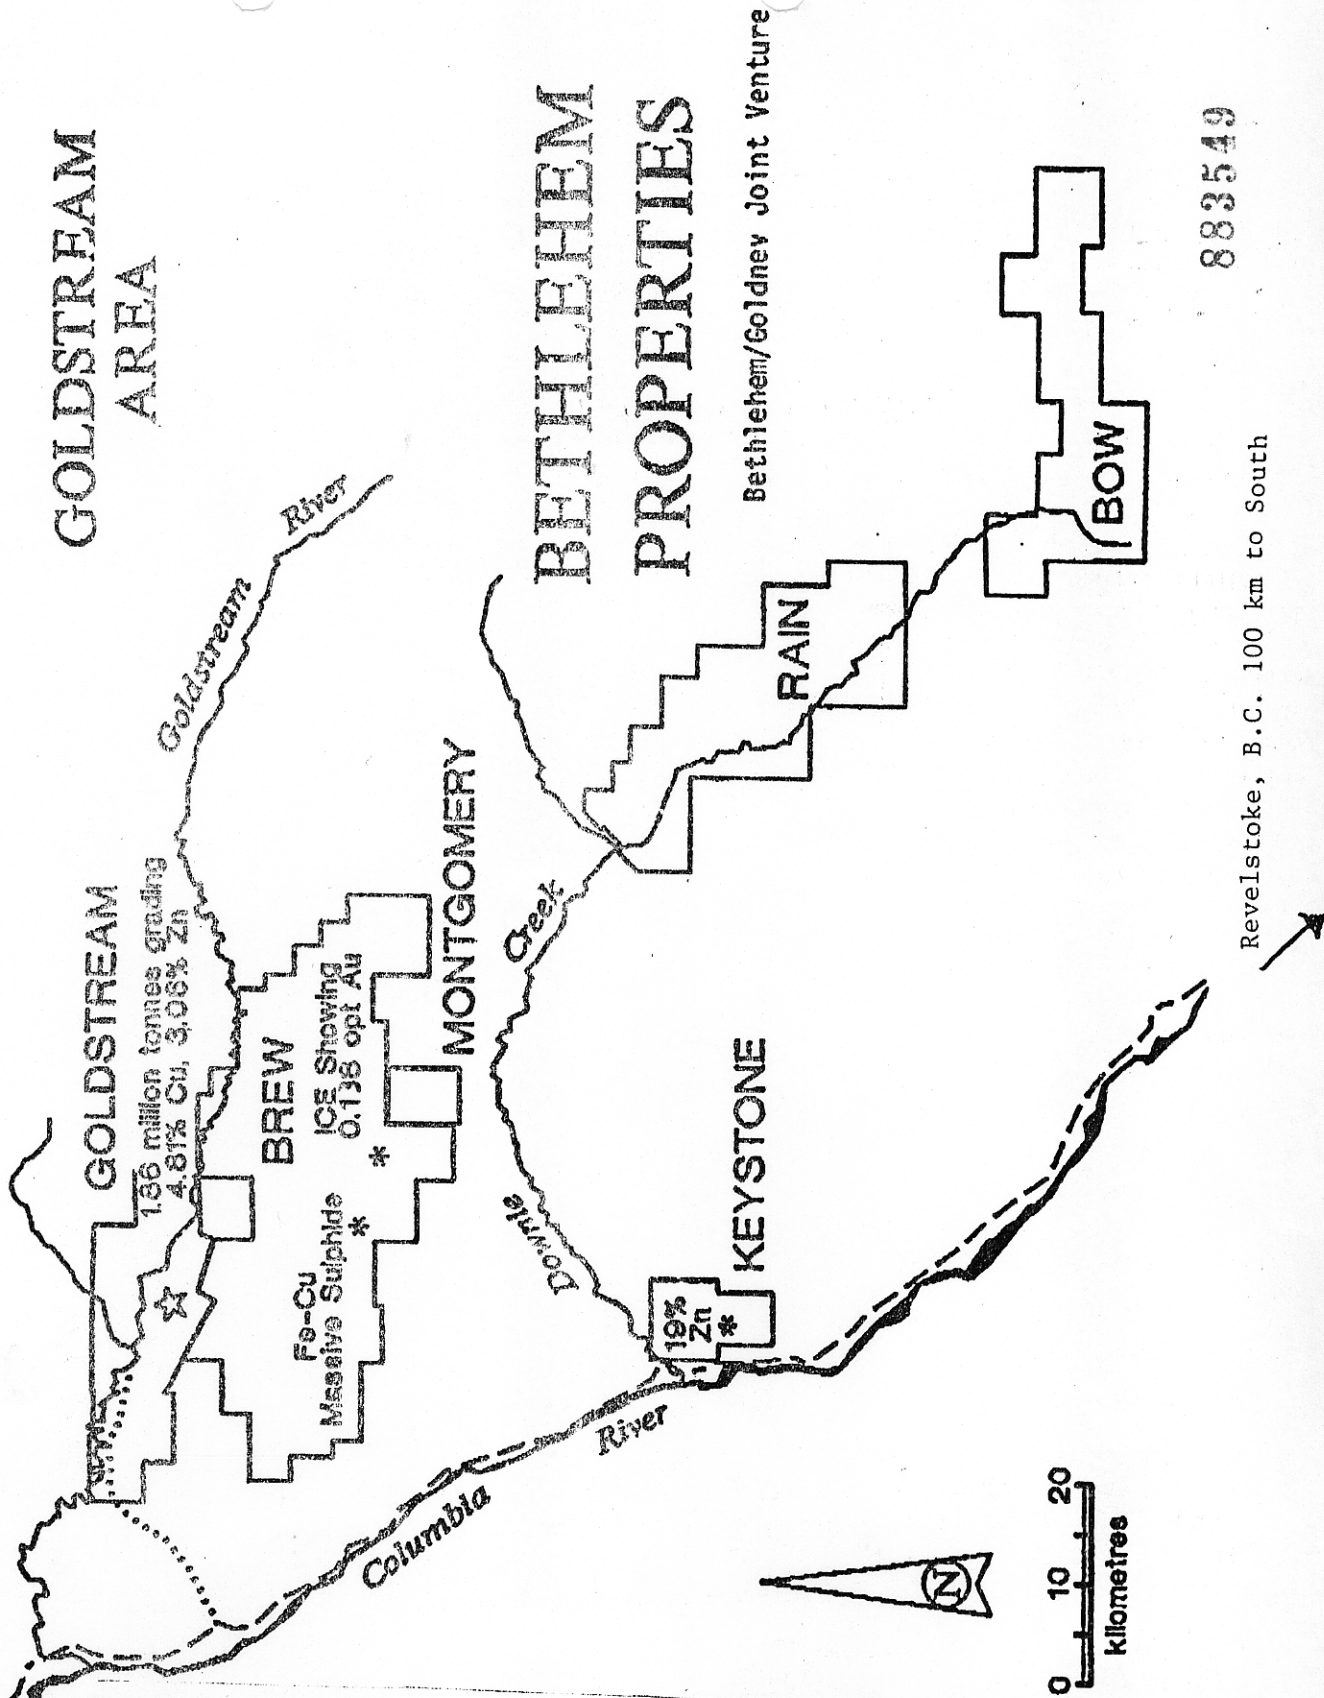 GOLDSTREAM
AREA
BETHLEHEM
PROPERTIES
Bethlehem/Goldnev Joint Venture
883549
GOLDSTREAM
1.86 million tonnes grading
4.81% Cu, 3.06% Zn
Goldstream
River
BREW
ICE Showing
0.138 opt Au
*
Fe-Cu
Massive Sulphide
*
MONTGOMERY
Downie
Creek
KEYSTONE
19%
Zn
*
RAIN
BOW
Columbia
River
N
0 10 20
kilometres
Revelstoke, B.C. 100 km to South